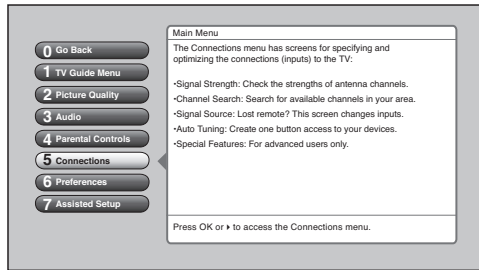 Main Menu
0 Go Back
1 TV Guide Menu
2 Picture Quality
3 Audio
4 Parental Controls
5 Connections
6 Preferences
7 Assisted Setup
The Connections menu has screens for specifying and
optimizing the connections (inputs) to the TV:
•Signal Strength: Check the strengths of antenna channels.
•Channel Search: Search for available channels in your area.
•Signal Source: Lost remote? This screen changes inputs.
•Auto Tuning: Create one button access to your devices.
•Special Features: For advanced users only.
Press OK or ▸ to access the Connections menu.